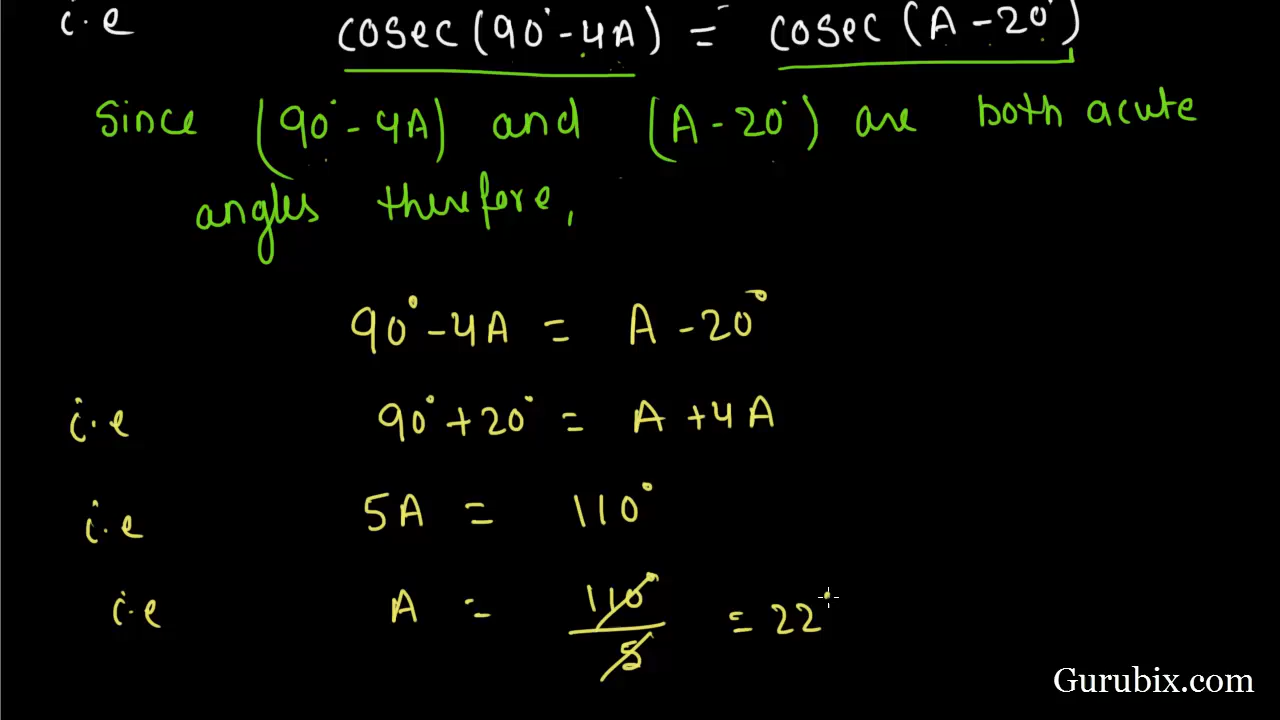 i.e cosec(90°-4A) = cosec(A-20°)
Since (90°-4A) and (A-20°) are both acute
angles therefore,
90°-4A = A-20°
i.e 90°+20° = A+4A
i.e 5A = 110°
i.e A = 110°/5 = 22°
Gurubix.com